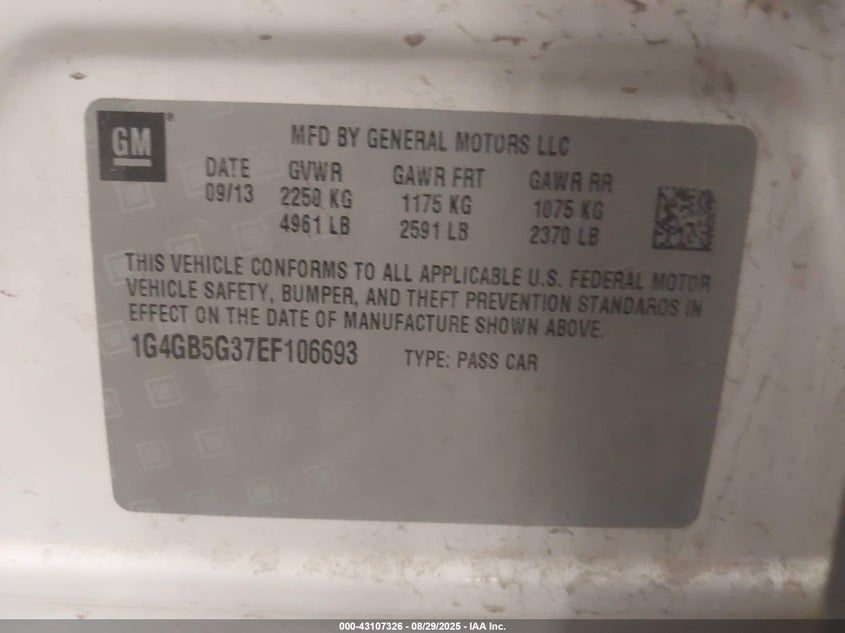 GM
MFD BY GENERAL MOTORS LLC
DATE GVWR GAWR FRT GAWR RR
09/13 2250 KG 1175 KG 1075 KG
4961 LB 2591 LB 2370 LB
THIS VEHICLE CONFORMS TO ALL APPLICABLE U.S. FEDERAL MOTOR
VEHICLE SAFETY, BUMPER, AND THEFT PREVENTION STANDARDS IN
EFFECT ON THE DATE OF MANUFACTURE SHOWN ABOVE.
1G4GB5G37EF106693 TYPE: PASS CAR
000-43107326 - 08/29/2025 - IAA Inc.